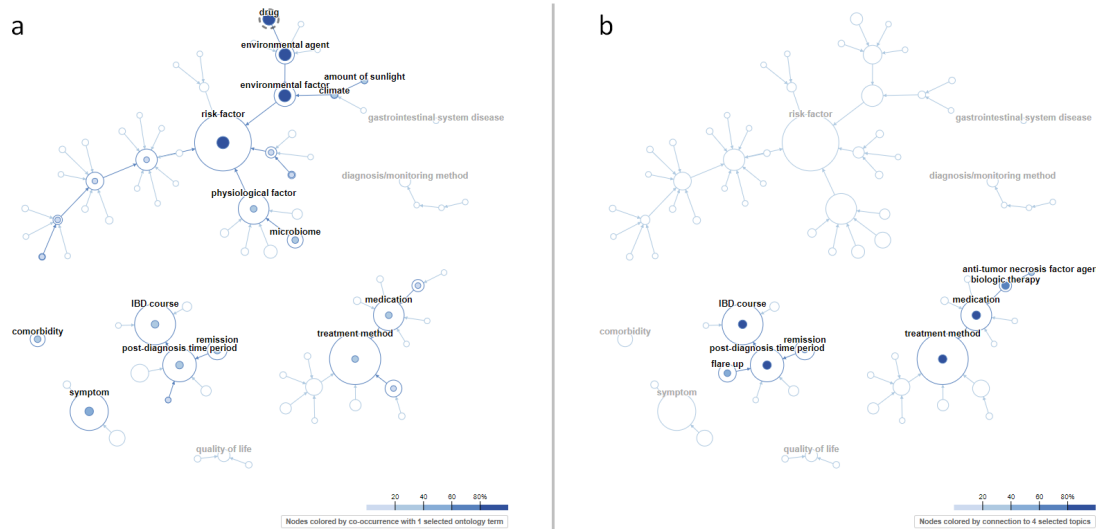 a
drug
environmental agent
environmental factor
amount of sunlight
climate
risk factor
gastrointestinal system disease
diagnosis/monitoring method
physiological factor
microbiome
IBD course
medication
comorbidity
remission
post-diagnosis time period
treatment method
symptom
quality of life
20 40 60 80%
Nodes colored by co-occurrence with 1 selected ontology term
b
risk factor
gastrointestinal system disease
diagnosis/monitoring method
physiological factor
anti-tumor necrosis factor ager
biologic therapy
IBD course
medication
comorbidity
remission
post-diagnosis time period
treatment method
flare up
symptom
quality of life
20 40 60 80%
Nodes colored by connection to 4 selected topics